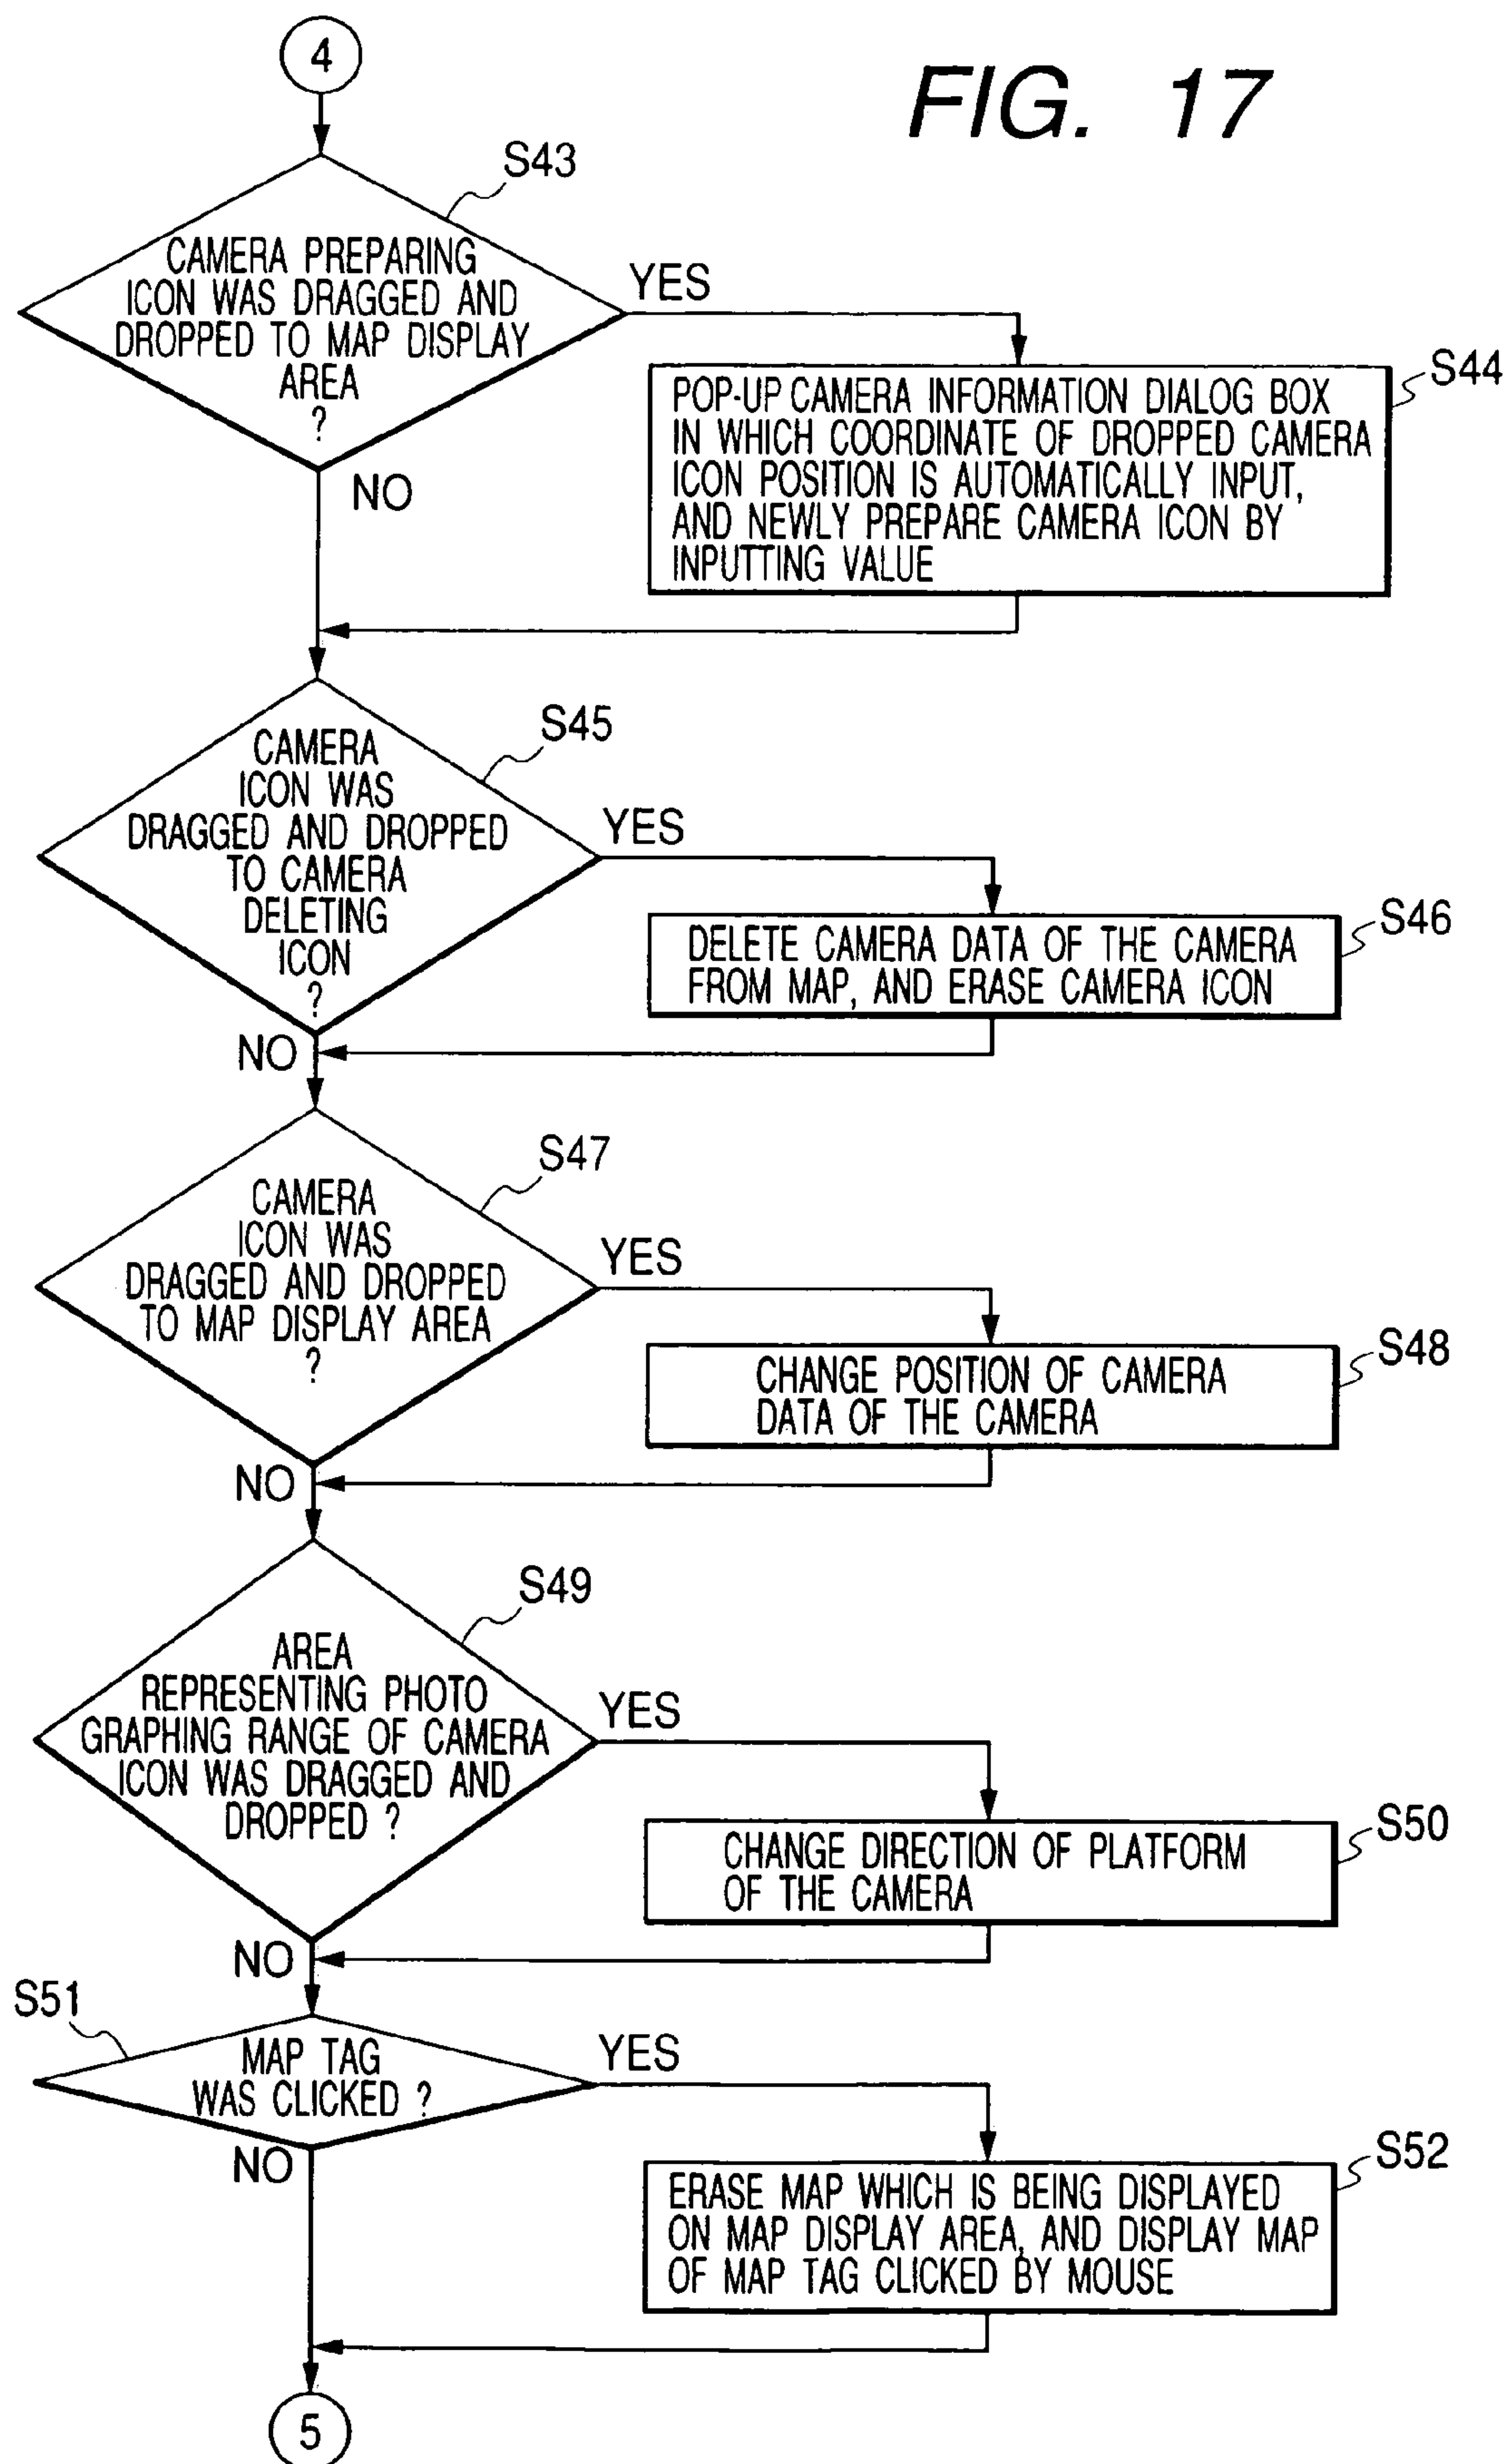 4
FIG. 17
S43
CAMERA PREPARING
ICON WAS DRAGGED AND
DROPPED TO MAP DISPLAY
AREA
?
YES
NO
S44
POP-UP CAMERA INFORMATION DIALOG BOX
IN WHICH COORDINATE OF DROPPED CAMERA
ICON POSITION IS AUTOMATICALLY INPUT,
AND NEWLY PREPARE CAMERA ICON BY
INPUTTING VALUE
S45
CAMERA
ICON WAS
DRAGGED AND DROPPED
TO CAMERA
DELETING
ICON
?
YES
NO
S46
DELETE CAMERA DATA OF THE CAMERA
FROM MAP, AND ERASE CAMERA ICON
S47
CAMERA
ICON WAS
DRAGGED AND DROPPED
TO MAP DISPLAY AREA
?
YES
NO
S48
CHANGE POSITION OF CAMERA
DATA OF THE CAMERA
S49
AREA
REPRESENTING PHOTO
GRAPHING RANGE OF CAMERA
ICON WAS DRAGGED AND
DROPPED ?
YES
NO
S50
CHANGE DIRECTION OF PLATFORM
OF THE CAMERA
S51
MAP TAG
WAS CLICKED ?
YES
NO
S52
ERASE MAP WHICH IS BEING DISPLAYED
ON MAP DISPLAY AREA, AND DISPLAY MAP
OF MAP TAG CLICKED BY MOUSE
5